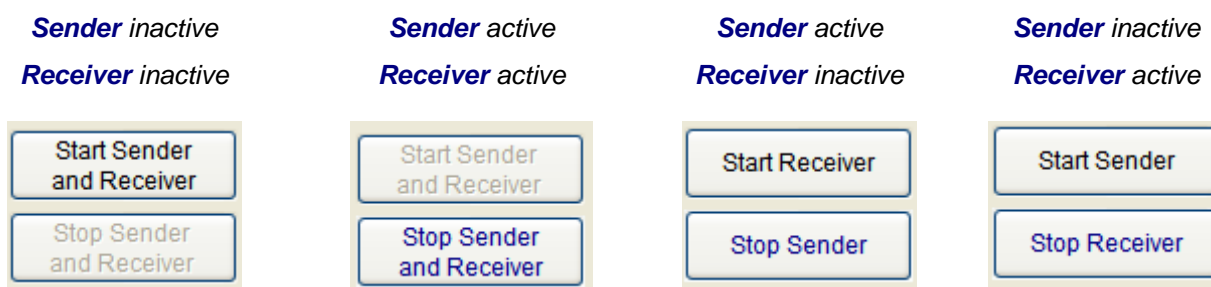 Sender inactive
Receiver inactive
Start Sender
and Receiver
Stop Sender
and Receiver
Sender active
Receiver active
Start Sender
and Receiver
Stop Sender
and Receiver
Sender active
Receiver inactive
Start Receiver
Stop Sender
Sender inactive
Receiver active
Start Sender
Stop Receiver